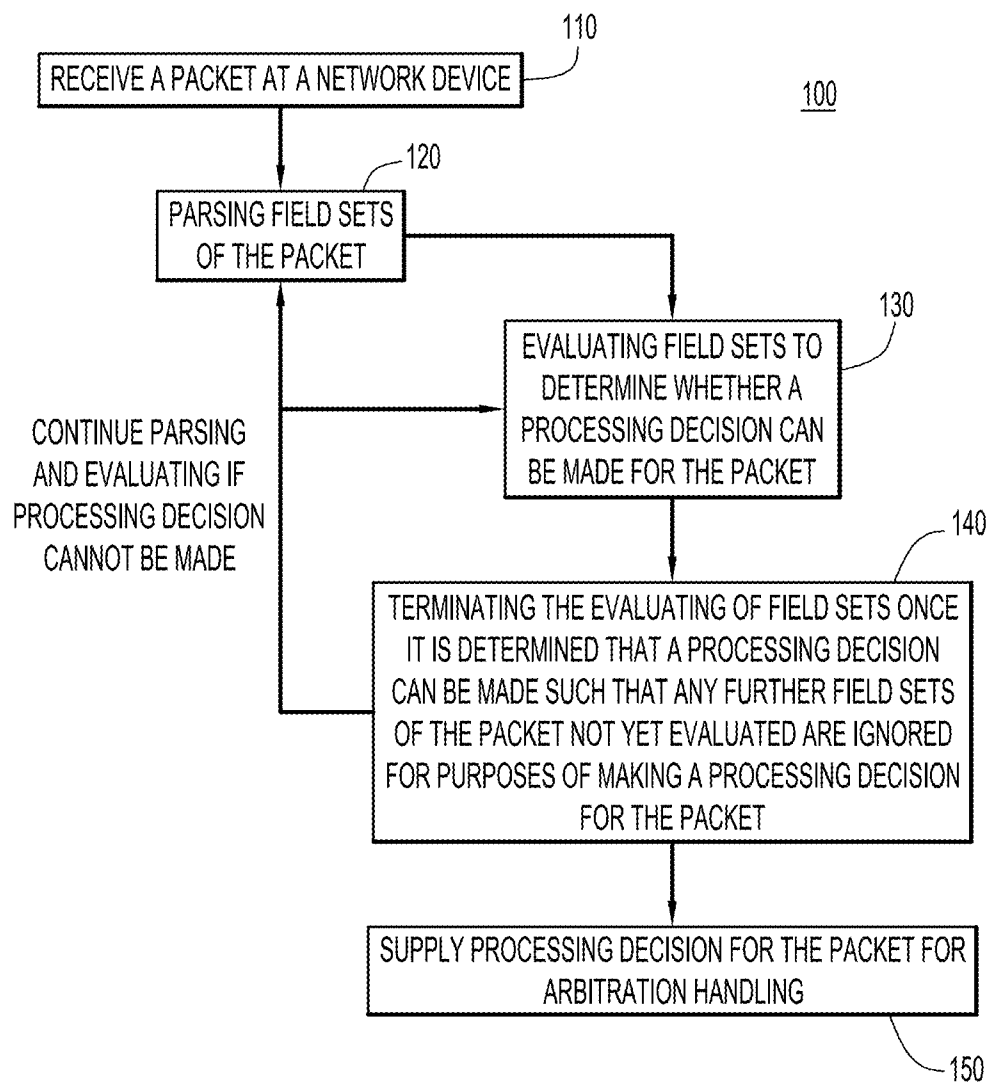 110
RECEIVE A PACKET AT A NETWORK DEVICE
100
120
PARSING FIELD SETS
OF THE PACKET
130
EVALUATING FIELD SETS TO
DETERMINE WHETHER A
PROCESSING DECISION CAN
BE MADE FOR THE PACKET
CONTINUE PARSING
AND EVALUATING IF
PROCESSING DECISION
CANNOT BE MADE
140
TERMINATING THE EVALUATING OF FIELD SETS ONCE
IT IS DETERMINED THAT A PROCESSING DECISION
CAN BE MADE SUCH THAT ANY FURTHER FIELD SETS
OF THE PACKET NOT YET EVALUATED ARE IGNORED
FOR PURPOSES OF MAKING A PROCESSING DECISION
FOR THE PACKET
SUPPLY PROCESSING DECISION FOR THE PACKET FOR
ARBITRATION HANDLING
150